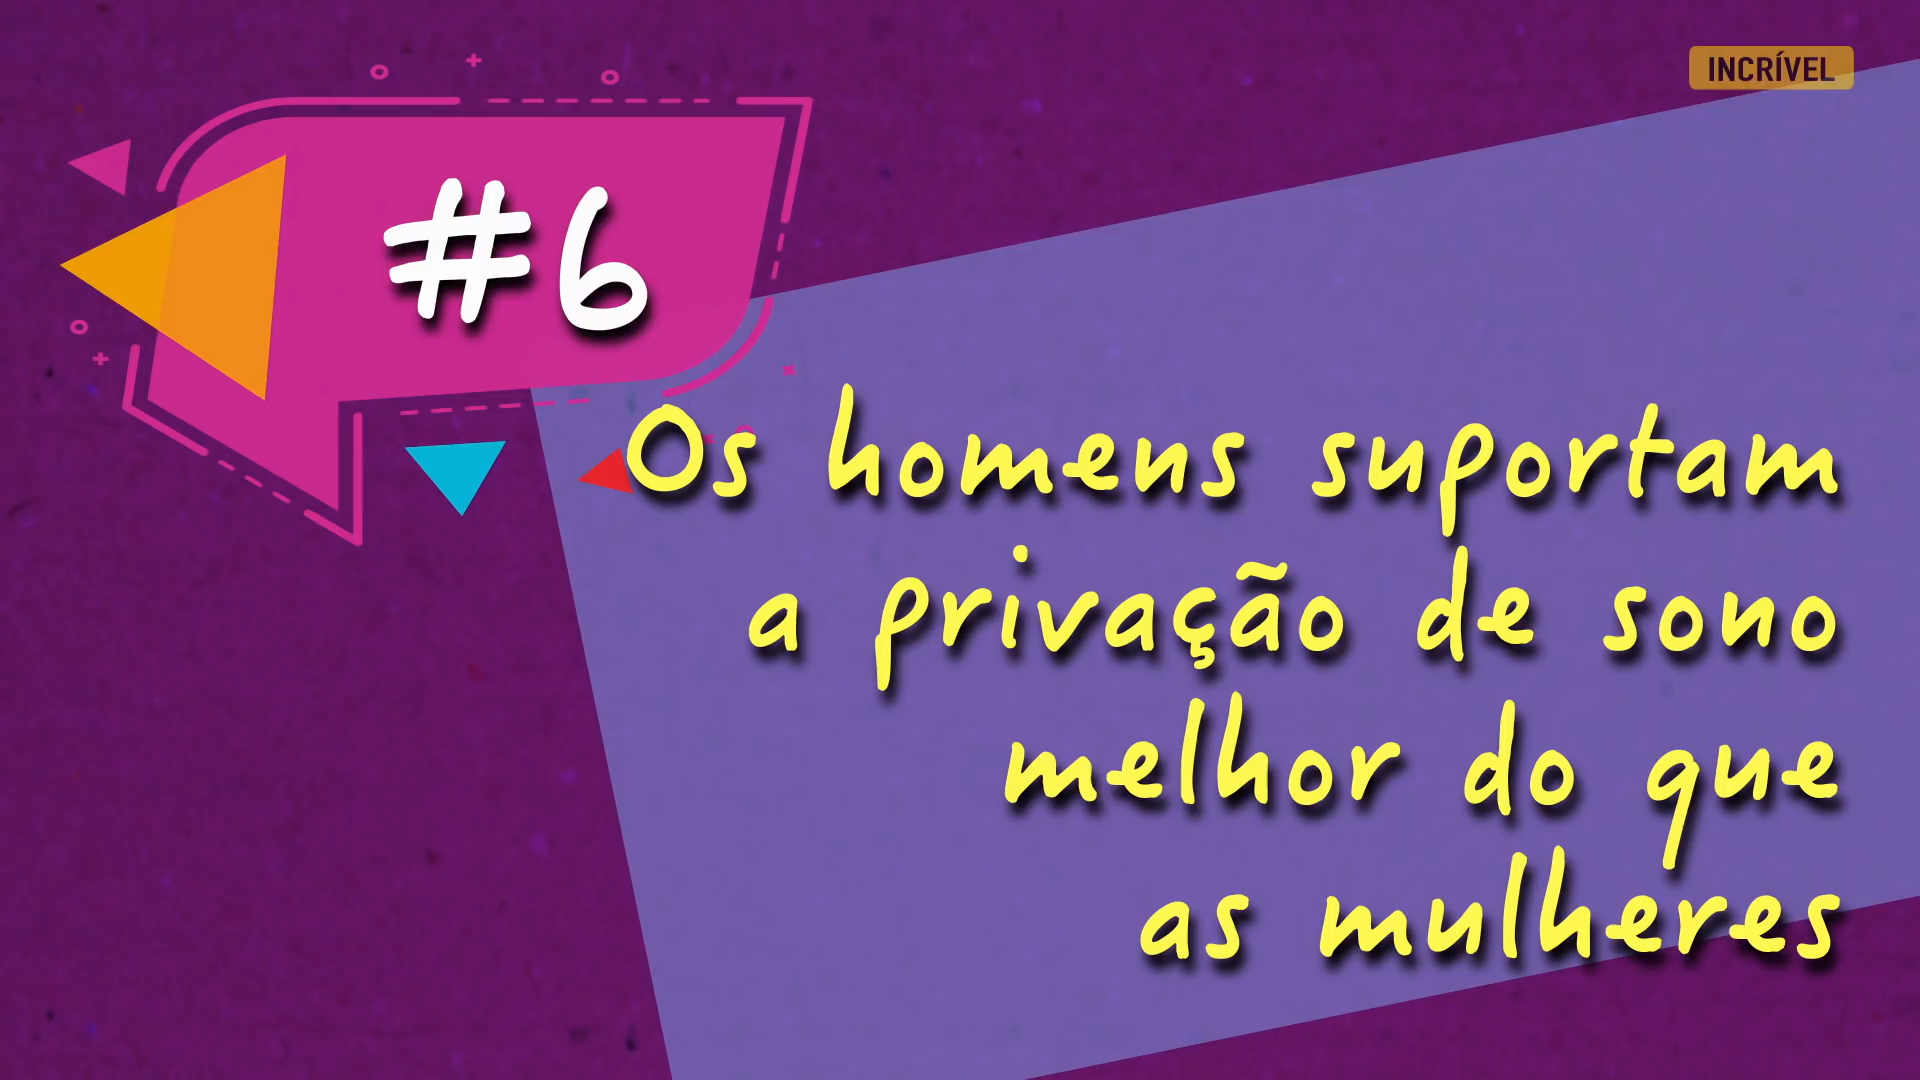 INCRÍVEL
#6
Os homens suportam
a privação de sono
melhor do que
as mulheres